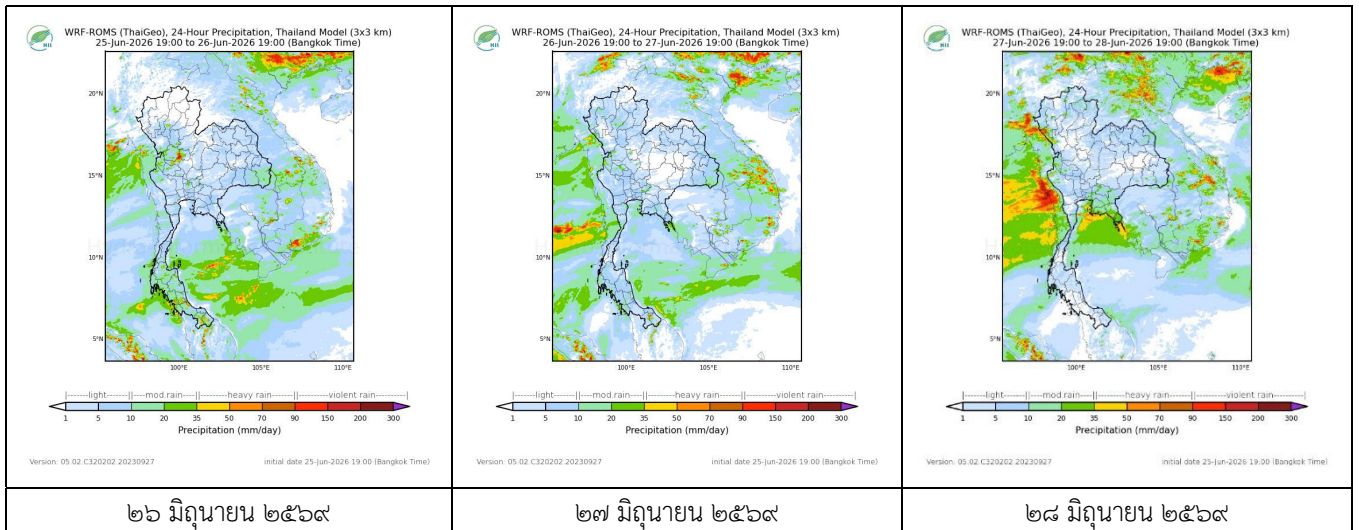 HII
WRF-ROMS (ThaiGeo), 24-Hour Precipitation, Thailand Model (3x3 km)
25-Jun-2026 19:00 to 26-Jun-2026 19:00 (Bangkok Time)
20°N
15°N
10°N
5°N
100°E 105°E 110°E
|-------light------||---mod.rain---||-------heavy rain-------||-------violent rain----|
1 5 10 20 35 50 70 90 150 200 300
Precipitation (mm/day)
Version: 05.02.C320202.20230927 initial date 25-Jun-2026 19:00 (Bangkok Time)
๒๖ มิถุนายน ๒๕๖๙
HII
WRF-ROMS (ThaiGeo), 24-Hour Precipitation, Thailand Model (3x3 km)
26-Jun-2026 19:00 to 27-Jun-2026 19:00 (Bangkok Time)
20°N
15°N
10°N
5°N
100°E 105°E 110°E
|-------light------||---mod.rain---||-------heavy rain-------||-------violent rain----|
1 5 10 20 35 50 70 90 150 200 300
Precipitation (mm/day)
Version: 05.02.C320202.20230927 initial date 25-Jun-2026 19:00 (Bangkok Time)
๒๗ มิถุนายน ๒๕๖๙
HII
WRF-ROMS (ThaiGeo), 24-Hour Precipitation, Thailand Model (3x3 km)
27-Jun-2026 19:00 to 28-Jun-2026 19:00 (Bangkok Time)
20°N
15°N
10°N
5°N
100°E 105°E 110°E
|-------light------||---mod.rain---||-------heavy rain-------||-------violent rain----|
1 5 10 20 35 50 70 90 150 200 300
Precipitation (mm/day)
Version: 05.02.C320202.20230927 initial date 25-Jun-2026 19:00 (Bangkok Time)
๒๘ มิถุนายน ๒๕๖๙